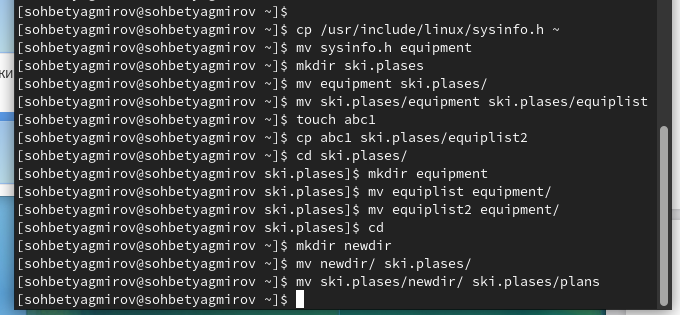 [sohbetyagmirov@sohbetyagmirov ~]$
[sohbetyagmirov@sohbetyagmirov ~]$ cp /usr/include/linux/sysinfo.h ~
[sohbetyagmirov@sohbetyagmirov ~]$ mv sysinfo.h equipment
[sohbetyagmirov@sohbetyagmirov ~]$ mkdir ski.plases
[sohbetyagmirov@sohbetyagmirov ~]$ mv equipment ski.plases/
[sohbetyagmirov@sohbetyagmirov ~]$ mv ski.plases/equipment ski.plases/equiplist
[sohbetyagmirov@sohbetyagmirov ~]$ touch abc1
[sohbetyagmirov@sohbetyagmirov ~]$ cp abc1 ski.plases/equiplist2
[sohbetyagmirov@sohbetyagmirov ~]$ cd ski.plases/
[sohbetyagmirov@sohbetyagmirov ski.plases]$ mkdir equipment
[sohbetyagmirov@sohbetyagmirov ski.plases]$ mv equiplist equipment/
[sohbetyagmirov@sohbetyagmirov ski.plases]$ mv equiplist2 equipment/
[sohbetyagmirov@sohbetyagmirov ski.plases]$ cd
[sohbetyagmirov@sohbetyagmirov ~]$ mkdir newdir
[sohbetyagmirov@sohbetyagmirov ~]$ mv newdir/ ski.plases/
[sohbetyagmirov@sohbetyagmirov ~]$ mv ski.plases/newdir/ ski.plases/plans
[sohbetyagmirov@sohbetyagmirov ~]$